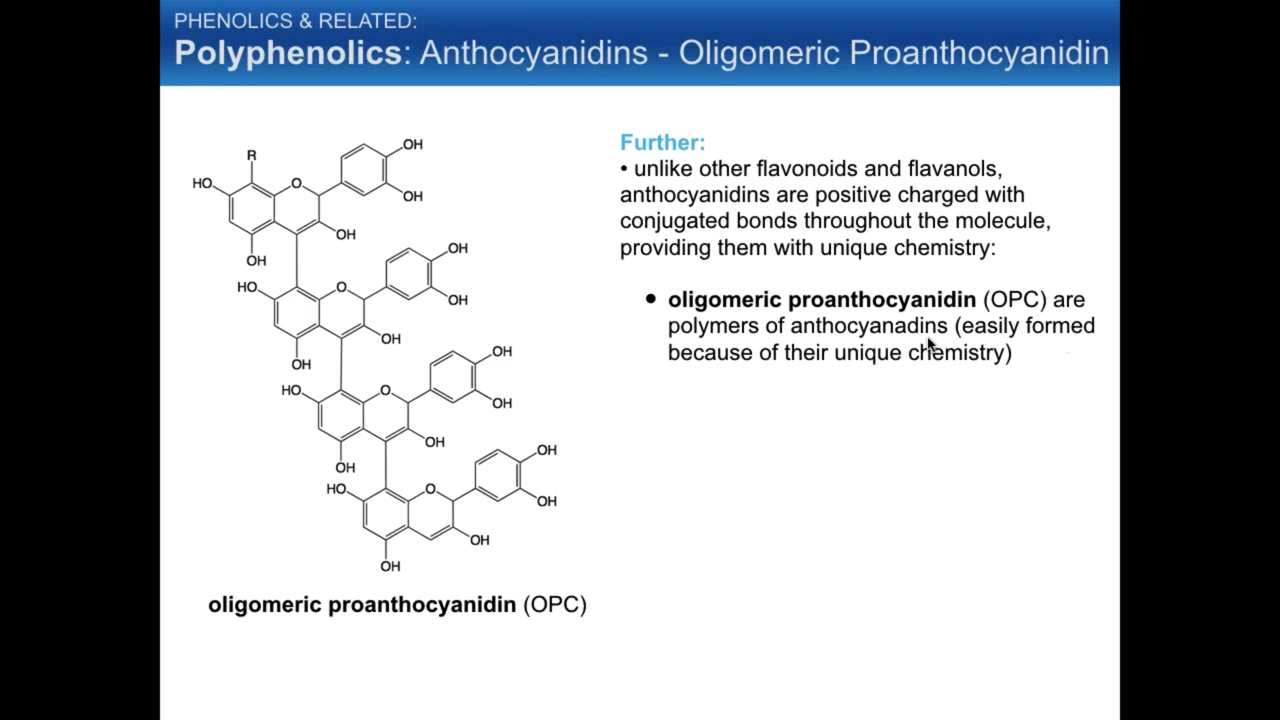 PHENOLICS & RELATED:
Polyphenolics: Anthocyanidins - Oligomeric Proanthocyanidin
R
HO
O
OH
OH
OH
OH
HO
O
OH
OH
OH
OH
HO
O
OH
OH
OH
OH
HO
O
OH
OH
OH
OH
oligomeric proanthocyanidin (OPC)
Further:
• unlike other flavonoids and flavanols,
anthocyanidins are positive charged with
conjugated bonds throughout the molecule,
providing them with unique chemistry:
• oligomeric proanthocyanidin (OPC) are
polymers of anthocyanadins (easily formed
because of their unique chemistry)